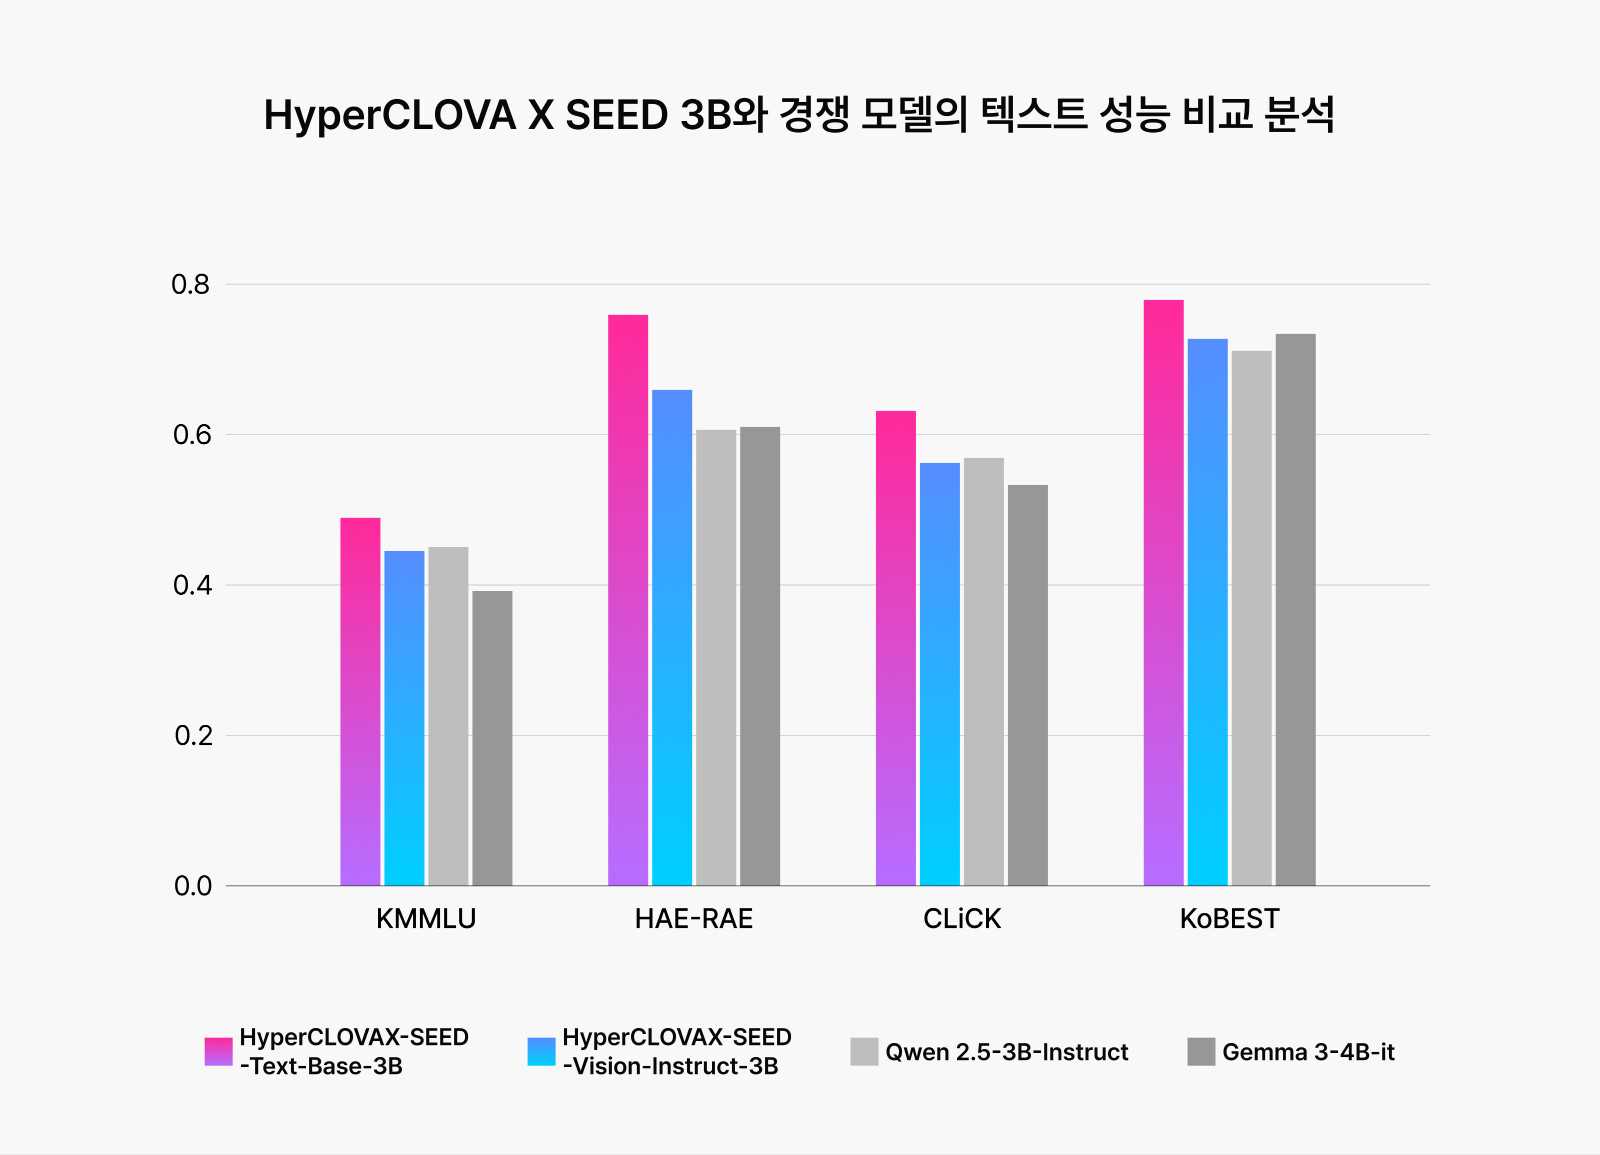 HyperCLOVA X SEED 3B와 경쟁 모델의 텍스트 성능 비교 분석
0.8
0.6
0.4
0.2
0.0
KMMLU
HAE-RAE
CLiCK
KoBEST
HyperCLOVAX-SEED
-Text-Base-3B
HyperCLOVAX-SEED
-Vision-Instruct-3B
Qwen 2.5-3B-Instruct
Gemma 3-4B-it